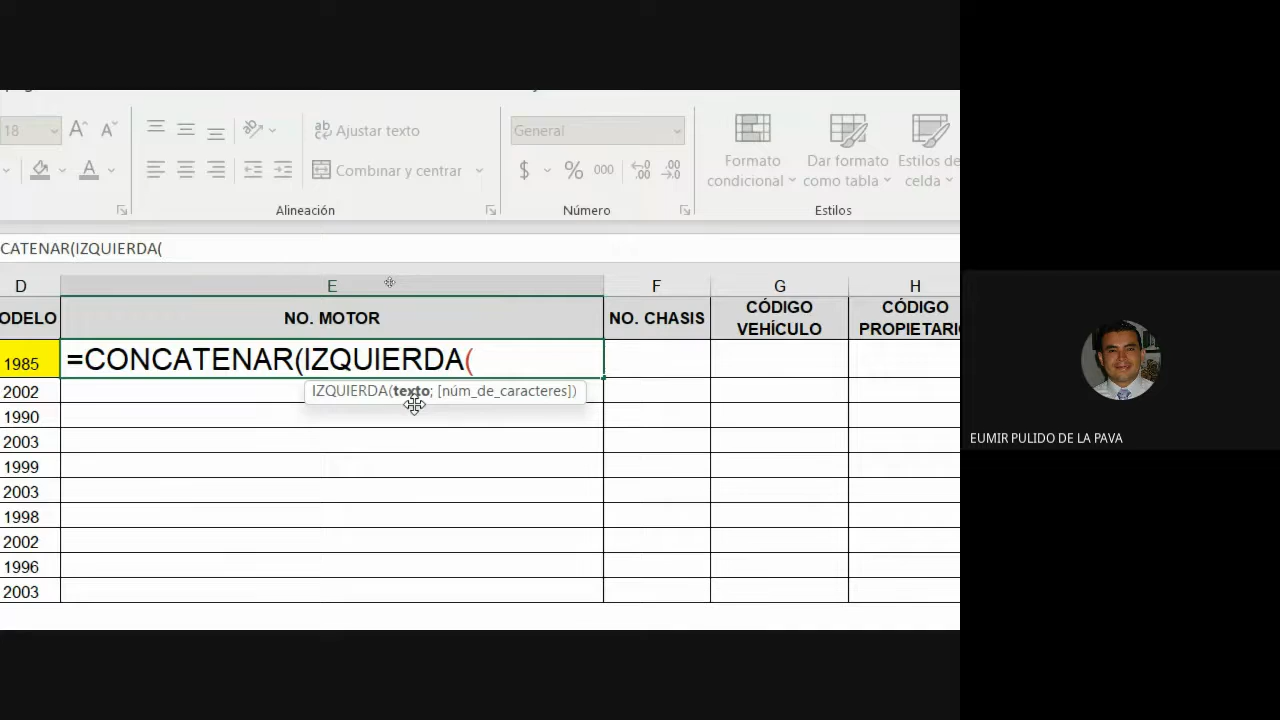 18
Ajustar texto
General
Combinar y centrar
$ % 000
Formato condicional
Dar formato como tabla
Estilos de celda
Alineación
Número
Estilos
CATENAR(IZQUIERDA(
D E F G H
ODELO NO. MOTOR NO. CHASIS CÓDIGO VEHÍCULO CÓDIGO PROPIETARI
1985 =CONCATENAR(IZQUIERDA(
IZQUIERDA(texto; [núm_de_caracteres])
2002
1990
2003
1999
2003
1998
2002
1996
2003
EUMIR PULIDO DE LA PAVA